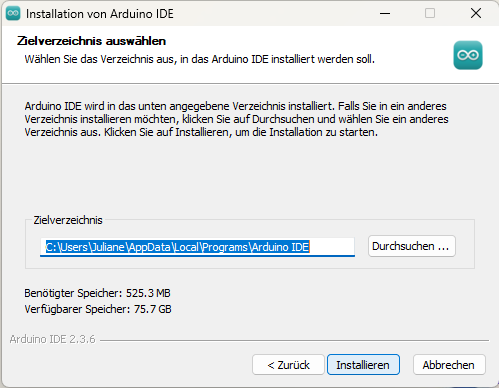 Installation von Arduino IDE
Zielverzeichnis auswählen
Wählen Sie das Verzeichnis aus, in das Arduino IDE installiert werden soll.
Arduino IDE wird in das unten angegebene Verzeichnis installiert. Falls Sie in ein anderes
Verzeichnis installieren möchten, klicken Sie auf Durchsuchen und wählen Sie ein anderes
Verzeichnis aus. Klicken Sie auf Installieren, um die Installation zu starten.
Zielverzeichnis
C:\Users\Juliane\AppData\Local\Programs\Arduino IDE
Durchsuchen ...
Benötigter Speicher: 525.3 MB
Verfügbarer Speicher: 75.7 GB
Arduino IDE 2.3.6
< Zurück
Installieren
Abbrechen